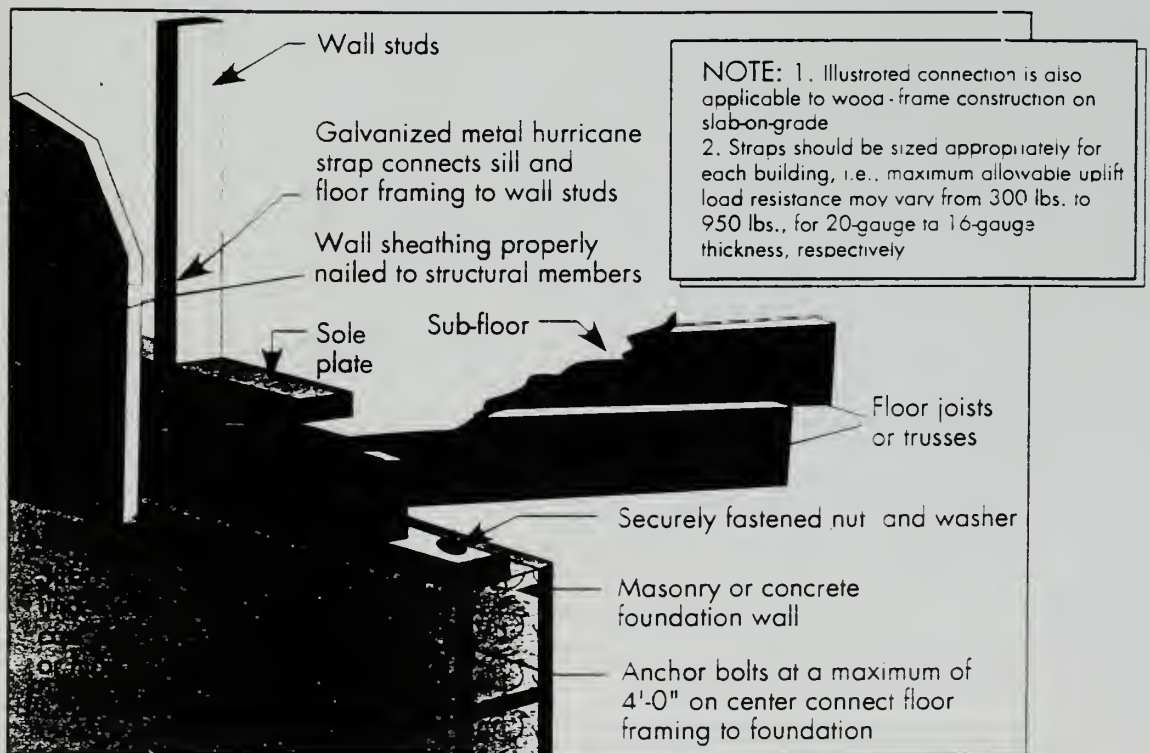 Wall studs
NOTE: 1. Illustroted connection is also
applicable to wood-frame construction on
slab-on-grade
2. Straps should be sized appropriately for
each building, i.e., maximum allowable uplift
load resistance moy vary from 300 lbs. to
950 lbs., for 20-gauge ta 16-gauge
thickness, respectively
Galvanized metal hurricane
strap connects sill and
floor framing to wall studs
Wall sheathing properly
nailed to structural members
Sole
plate
Sub-floor
Floor joists
or trusses
Securely fastened nut and washer
Masonry or concrete
foundation wall
Anchor bolts at a maximum of
4'-0" on center connect floor
framing to foundation